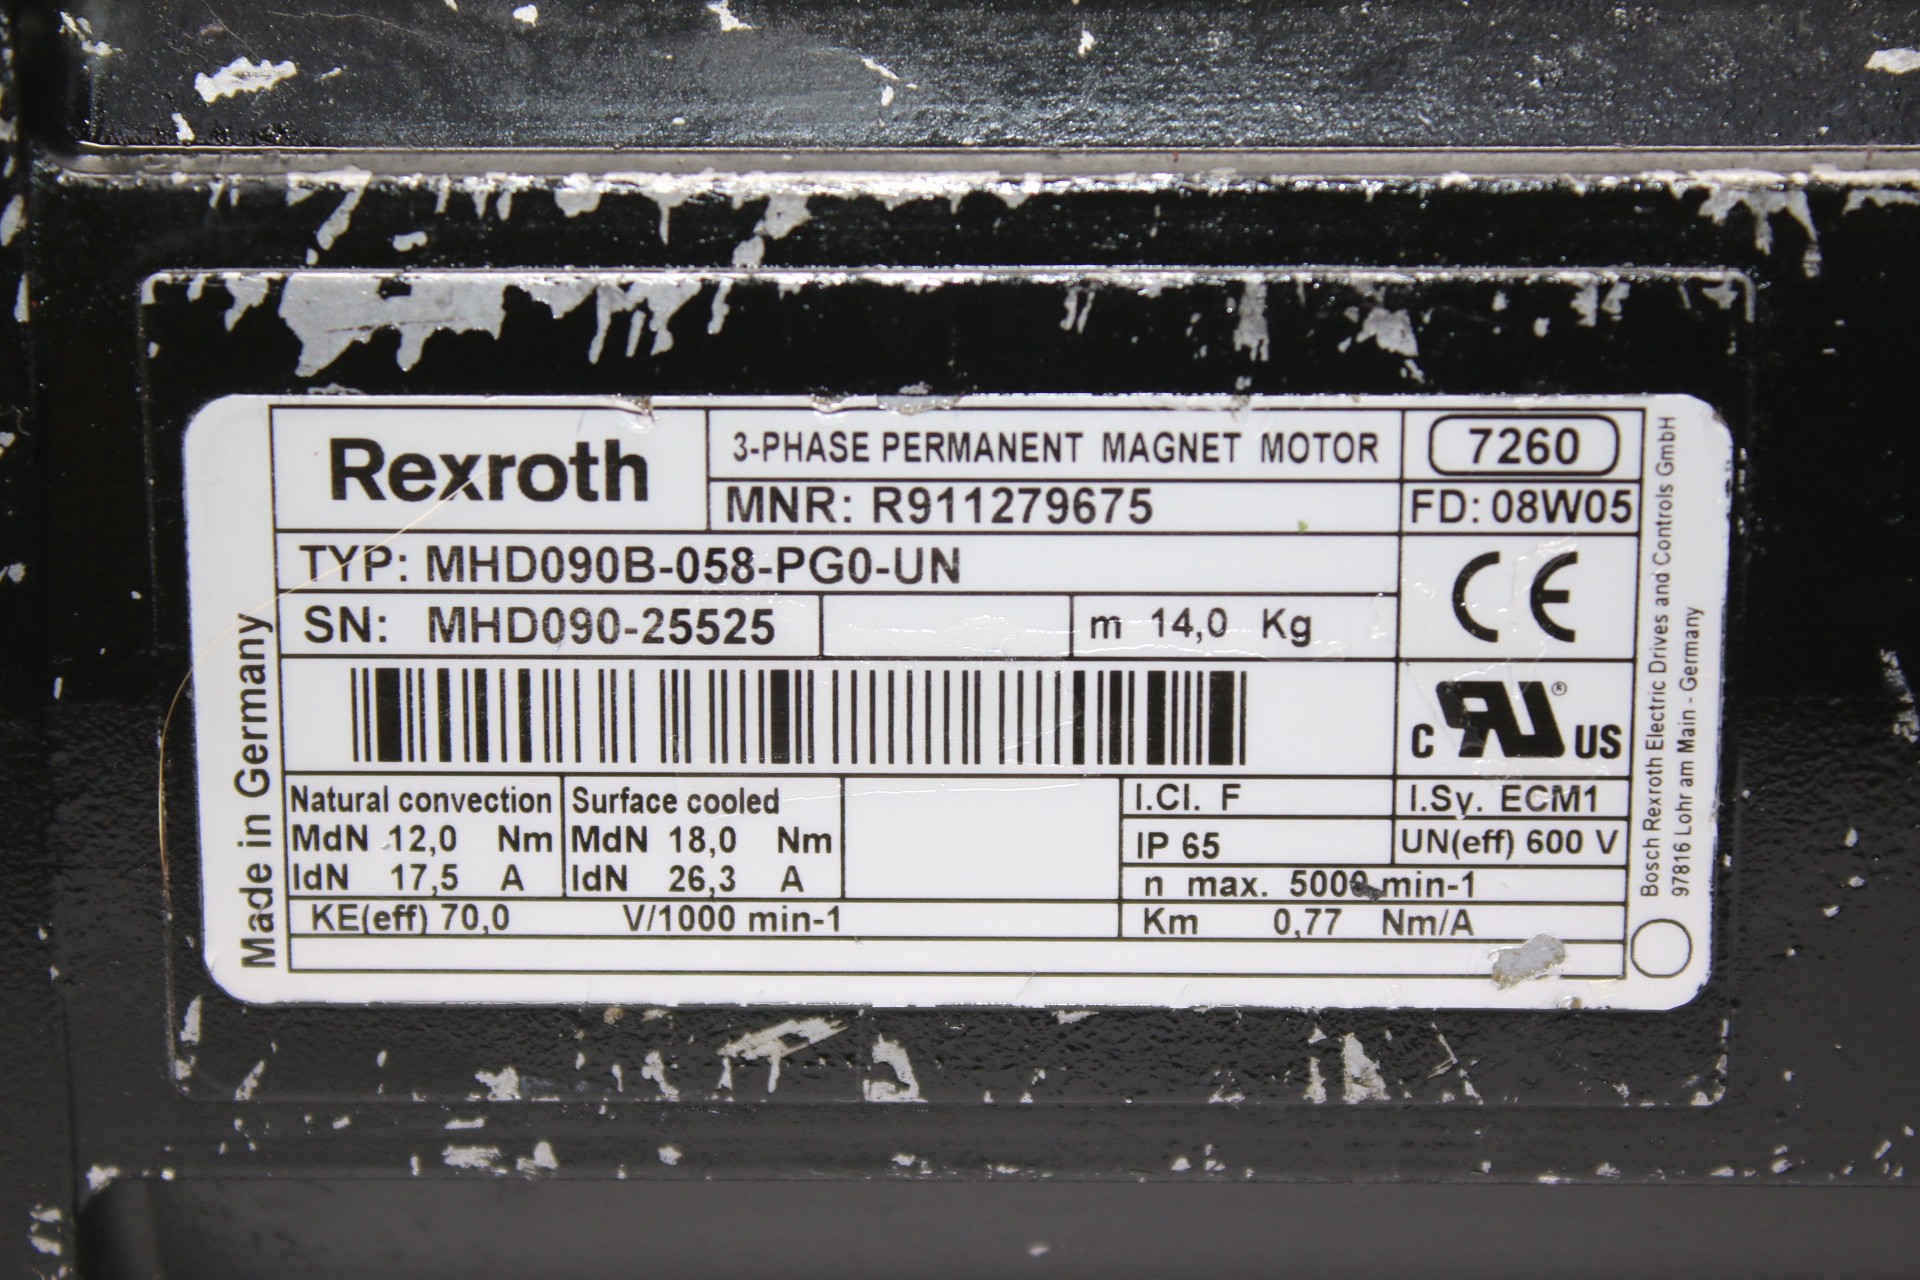 Rexroth
3-PHASE PERMANENT MAGNET MOTOR
7260
MNR: R911279675
FD: 08W05
TYP: MHD090B-058-PG0-UN
SN: MHD090-25525
m 14,0 Kg
CE
C RU ® US
Natural convection
MdN 12,0 Nm
IdN 17,5 A
Surface cooled
MdN 18,0 Nm
IdN 26,3 A
I.Cl. F
I.Sy. ECM1
IP 65
UN(eff) 600 V
n max. 5000 min-1
KE(eff) 70,0 V/1000 min-1
Km 0,77 Nm/A
Made in Germany
Bosch Rexroth Electric Drives and Controls GmbH
97816 Lohr am Main - Germany